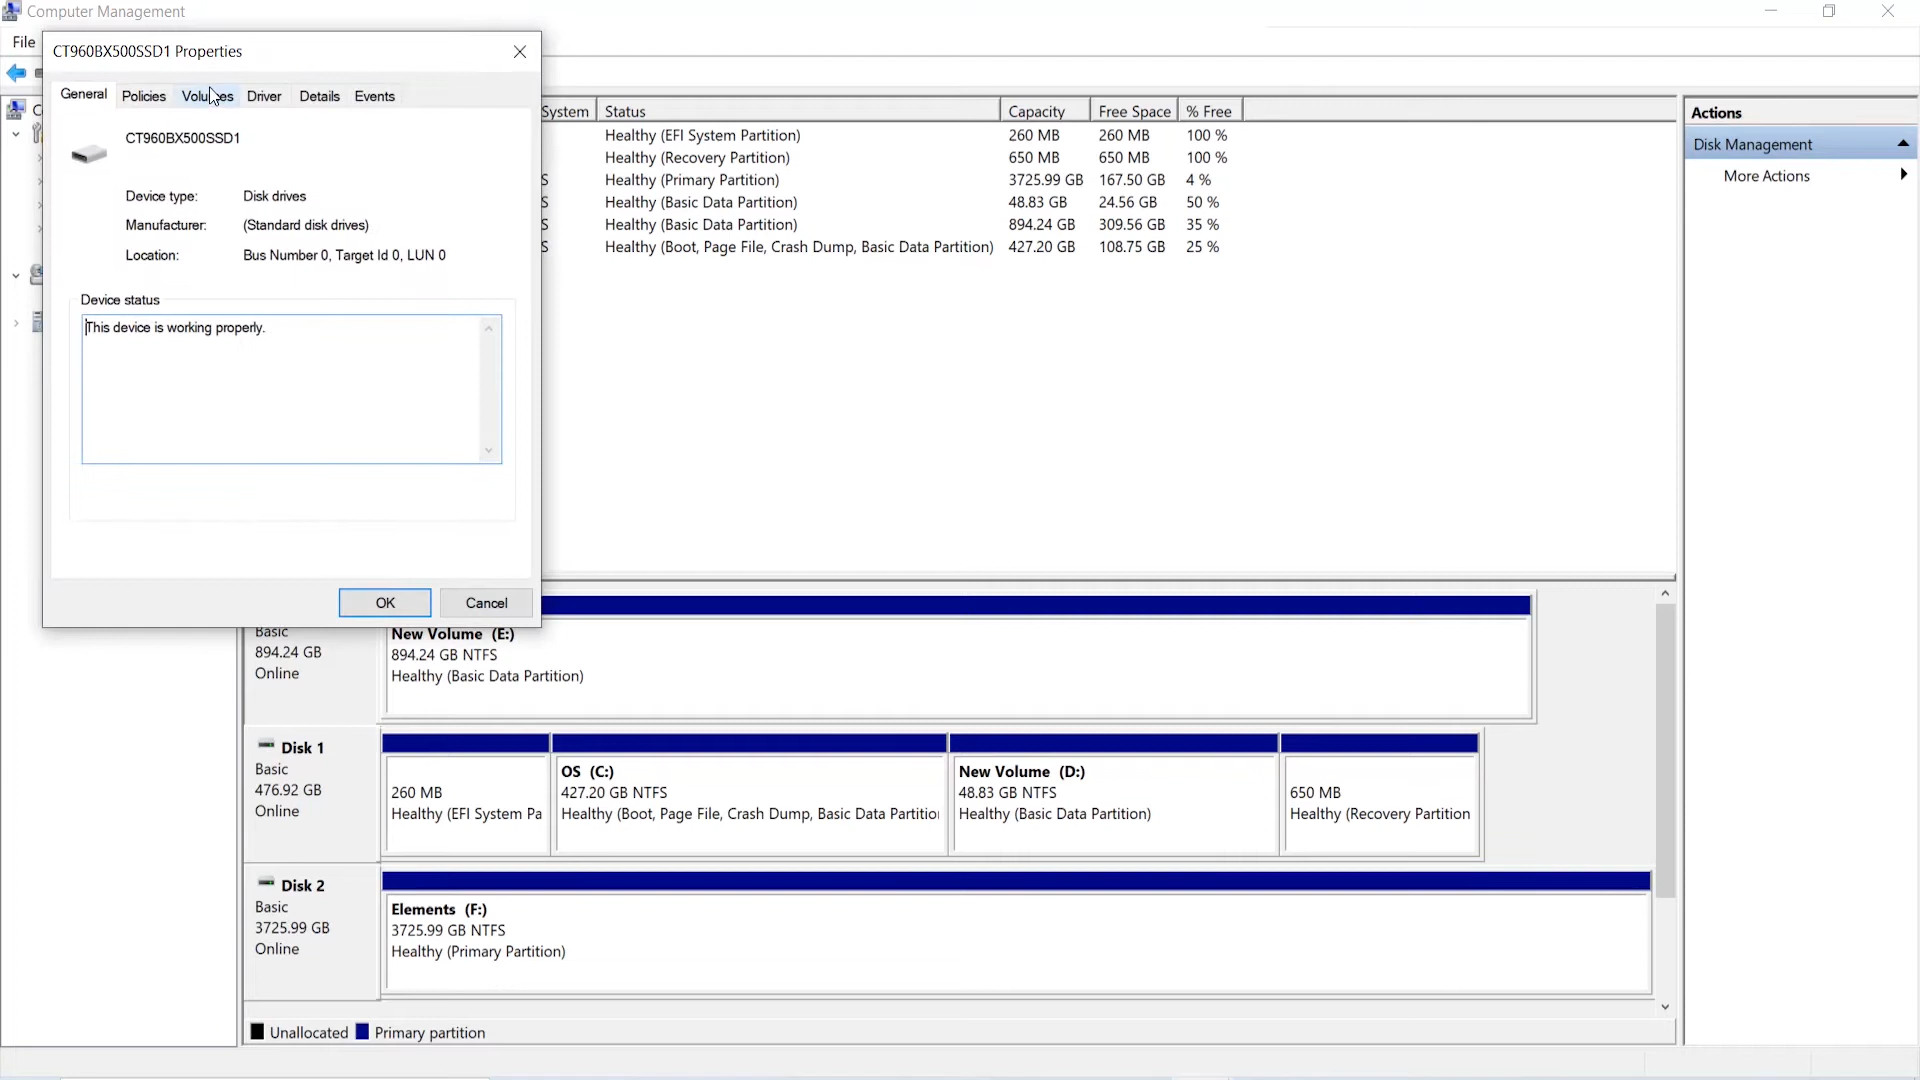 Computer Management
File
CT960BX500SSD1 Properties
General Policies Volumes Driver Details Events
CT960BX500SSD1
Device type: Disk drives
Manufacturer: (Standard disk drives)
Location: Bus Number 0, Target Id 0, LUN 0
Device status
This device is working properly.
OK Cancel
System Status Capacity Free Space % Free
Healthy (EFI System Partition) 260 MB 260 MB 100 %
Healthy (Recovery Partition) 650 MB 650 MB 100 %
S Healthy (Primary Partition) 3725.99 GB 167.50 GB 4 %
S Healthy (Basic Data Partition) 48.83 GB 24.56 GB 50 %
S Healthy (Basic Data Partition) 894.24 GB 309.56 GB 35 %
S Healthy (Boot, Page File, Crash Dump, Basic Data Partition) 427.20 GB 108.75 GB 25 %
Actions
Disk Management
More Actions
Basic
894.24 GB
Online
New Volume (E:)
894.24 GB NTFS
Healthy (Basic Data Partition)
Disk 1
Basic
476.92 GB
Online
260 MB
Healthy (EFI System Pa
OS (C:)
427.20 GB NTFS
Healthy (Boot, Page File, Crash Dump, Basic Data Partitio
New Volume (D:)
48.83 GB NTFS
Healthy (Basic Data Partition)
650 MB
Healthy (Recovery Partition
Disk 2
Basic
3725.99 GB
Online
Elements (F:)
3725.99 GB NTFS
Healthy (Primary Partition)
Unallocated Primary partition